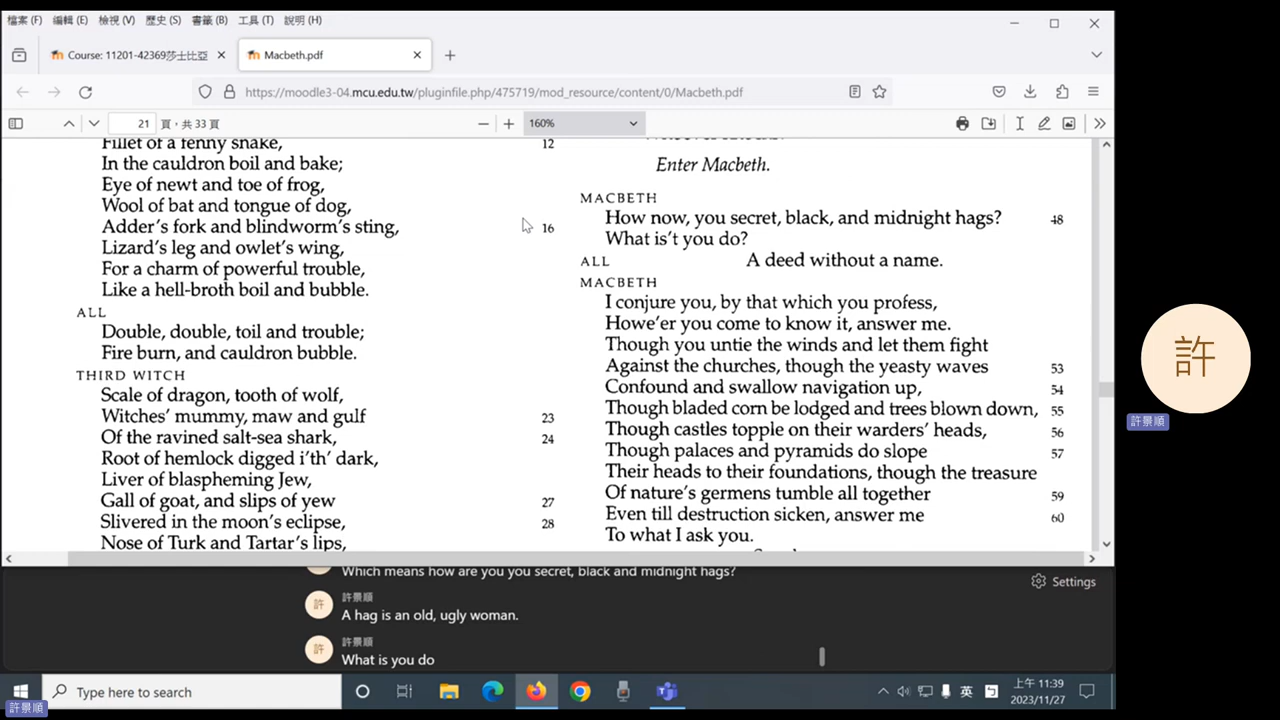 檔案 (F) 編輯 (E) 檢視 (V) 歷史 (S) 書籤 (B) 工具 (T) 說明 (H)
Course: 11201-42369莎士比亞
Macbeth.pdf
https://moodle3-04.mcu.edu.tw/pluginfile.php/475719/mod_resource/content/0/Macbeth.pdf
21 頁，共 33 頁
160%
Fillet of a fenny snake, 12
In the cauldron boil and bake;
Eye of newt and toe of frog,
Wool of bat and tongue of dog,
Adder's fork and blindworm's sting, 16
Lizard's leg and owlet's wing,
For a charm of powerful trouble,
Like a hell-broth boil and bubble.
ALL
Double, double, toil and trouble;
Fire burn, and cauldron bubble.
THIRD WITCH
Scale of dragon, tooth of wolf,
Witches' mummy, maw and gulf 23
Of the ravined salt-sea shark, 24
Root of hemlock digged i'th' dark,
Liver of blaspheming Jew,
Gall of goat, and slips of yew 27
Slivered in the moon's eclipse, 28
Nose of Turk and Tartar's lips,
Enter Macbeth.
MACBETH
How now, you secret, black, and midnight hags? 48
What is't you do?
ALL A deed without a name.
MACBETH
I conjure you, by that which you profess,
Howe'er you come to know it, answer me.
Though you untie the winds and let them fight
Against the churches, though the yeasty waves 53
Confound and swallow navigation up, 54
Though bladed corn be lodged and trees blown down, 55
Though castles topple on their warders' heads, 56
Though palaces and pyramids do slope 57
Their heads to their foundations, though the treasure
Of nature's germens tumble all together 59
Even till destruction sicken, answer me 60
To what I ask you.
許
許景順
Which means how are you you secret, black and midnight hags?
Settings
許
許景順
A hag is an old, ugly woman.
許
許景順
What is you do
Type here to search
英
上午 11:39
2023/11/27
許景順